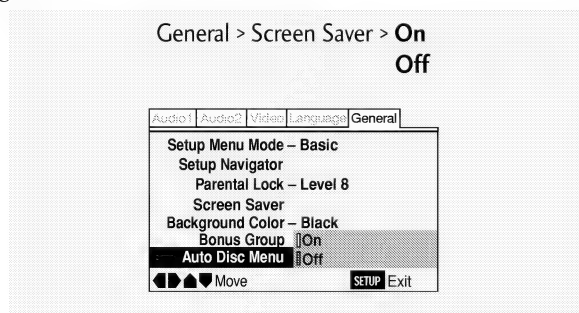 General > Screen Saver > On
Off
Audio1 Audio2 Video Language General
Setup Menu Mode – Basic
Setup Navigator
Parental Lock – Level 8
Screen Saver
Background Color – Black
Bonus Group On
Auto Disc Menu Off
Move SETUP Exit